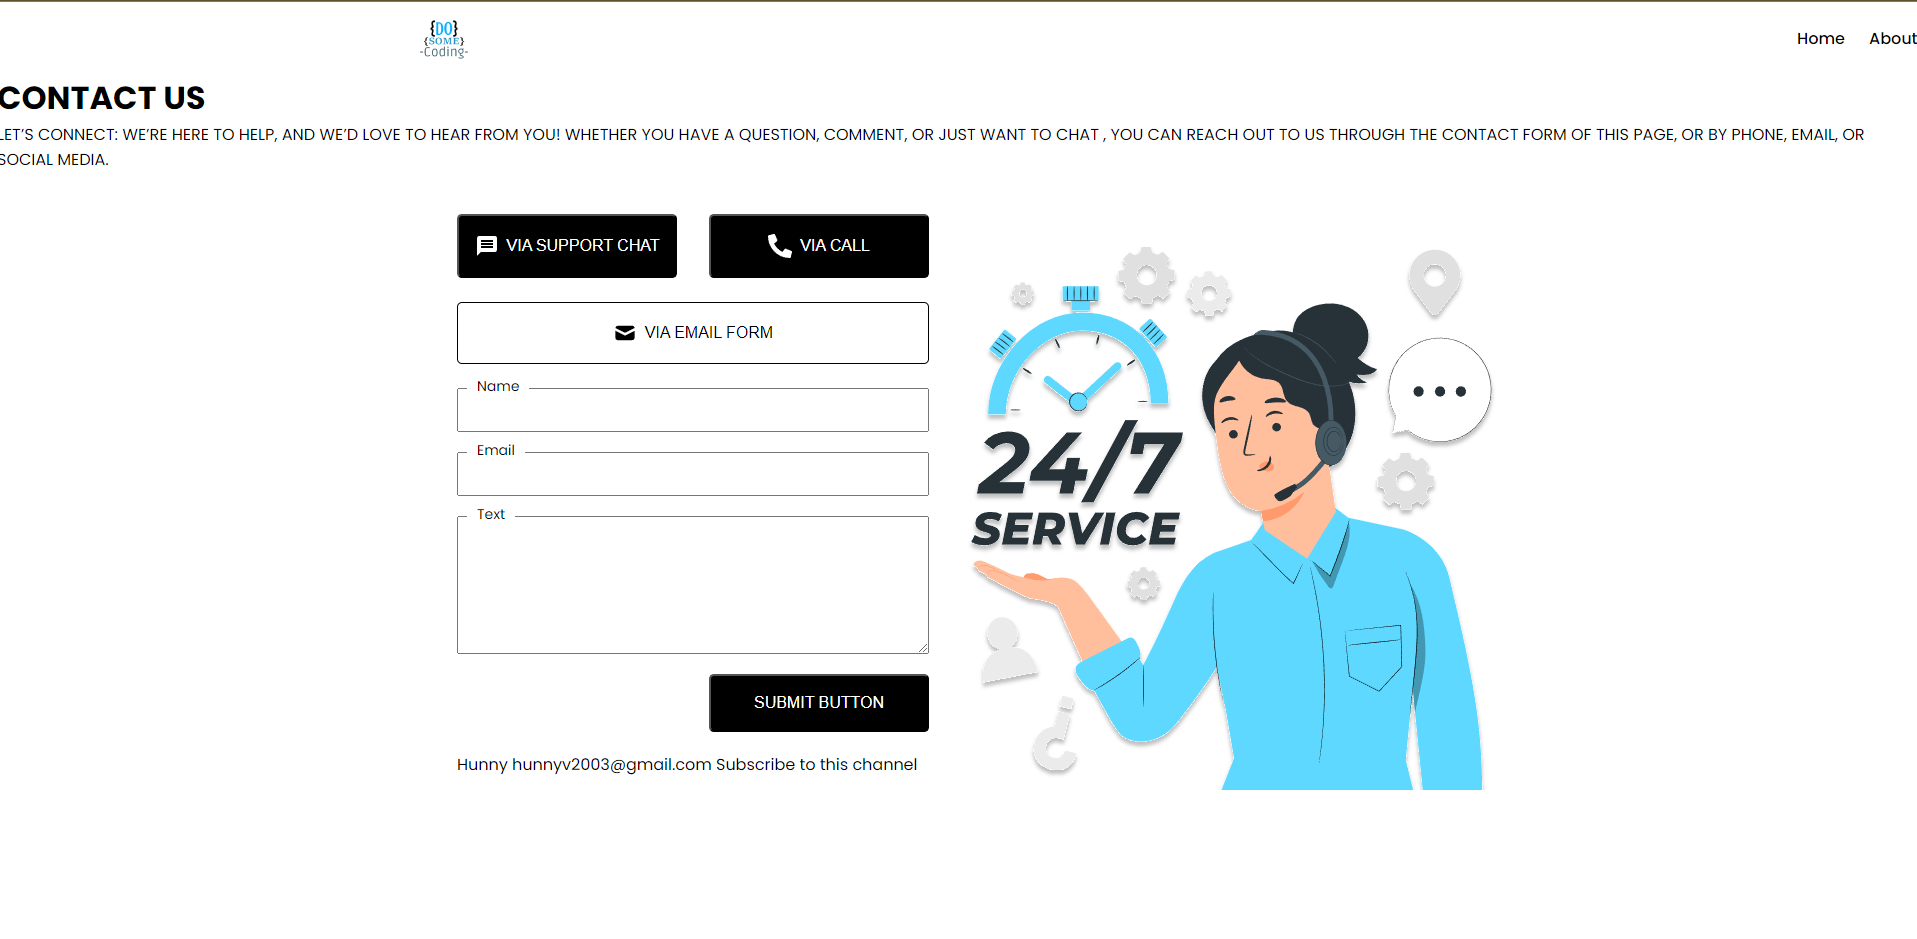 {DO}
{SOME}
-Coding-
Home About
CONTACT US
LET’S CONNECT: WE’RE HERE TO HELP, AND WE’D LOVE TO HEAR FROM YOU! WHETHER YOU HAVE A QUESTION, COMMENT, OR JUST WANT TO CHAT , YOU CAN REACH OUT TO US THROUGH THE CONTACT FORM OF THIS PAGE, OR BY PHONE, EMAIL, OR
SOCIAL MEDIA.
VIA SUPPORT CHAT
VIA CALL
VIA EMAIL FORM
Name
Email
Text
SUBMIT BUTTON
Hunny hunnyv2003@gmail.com Subscribe to this channel
24/7
SERVICE